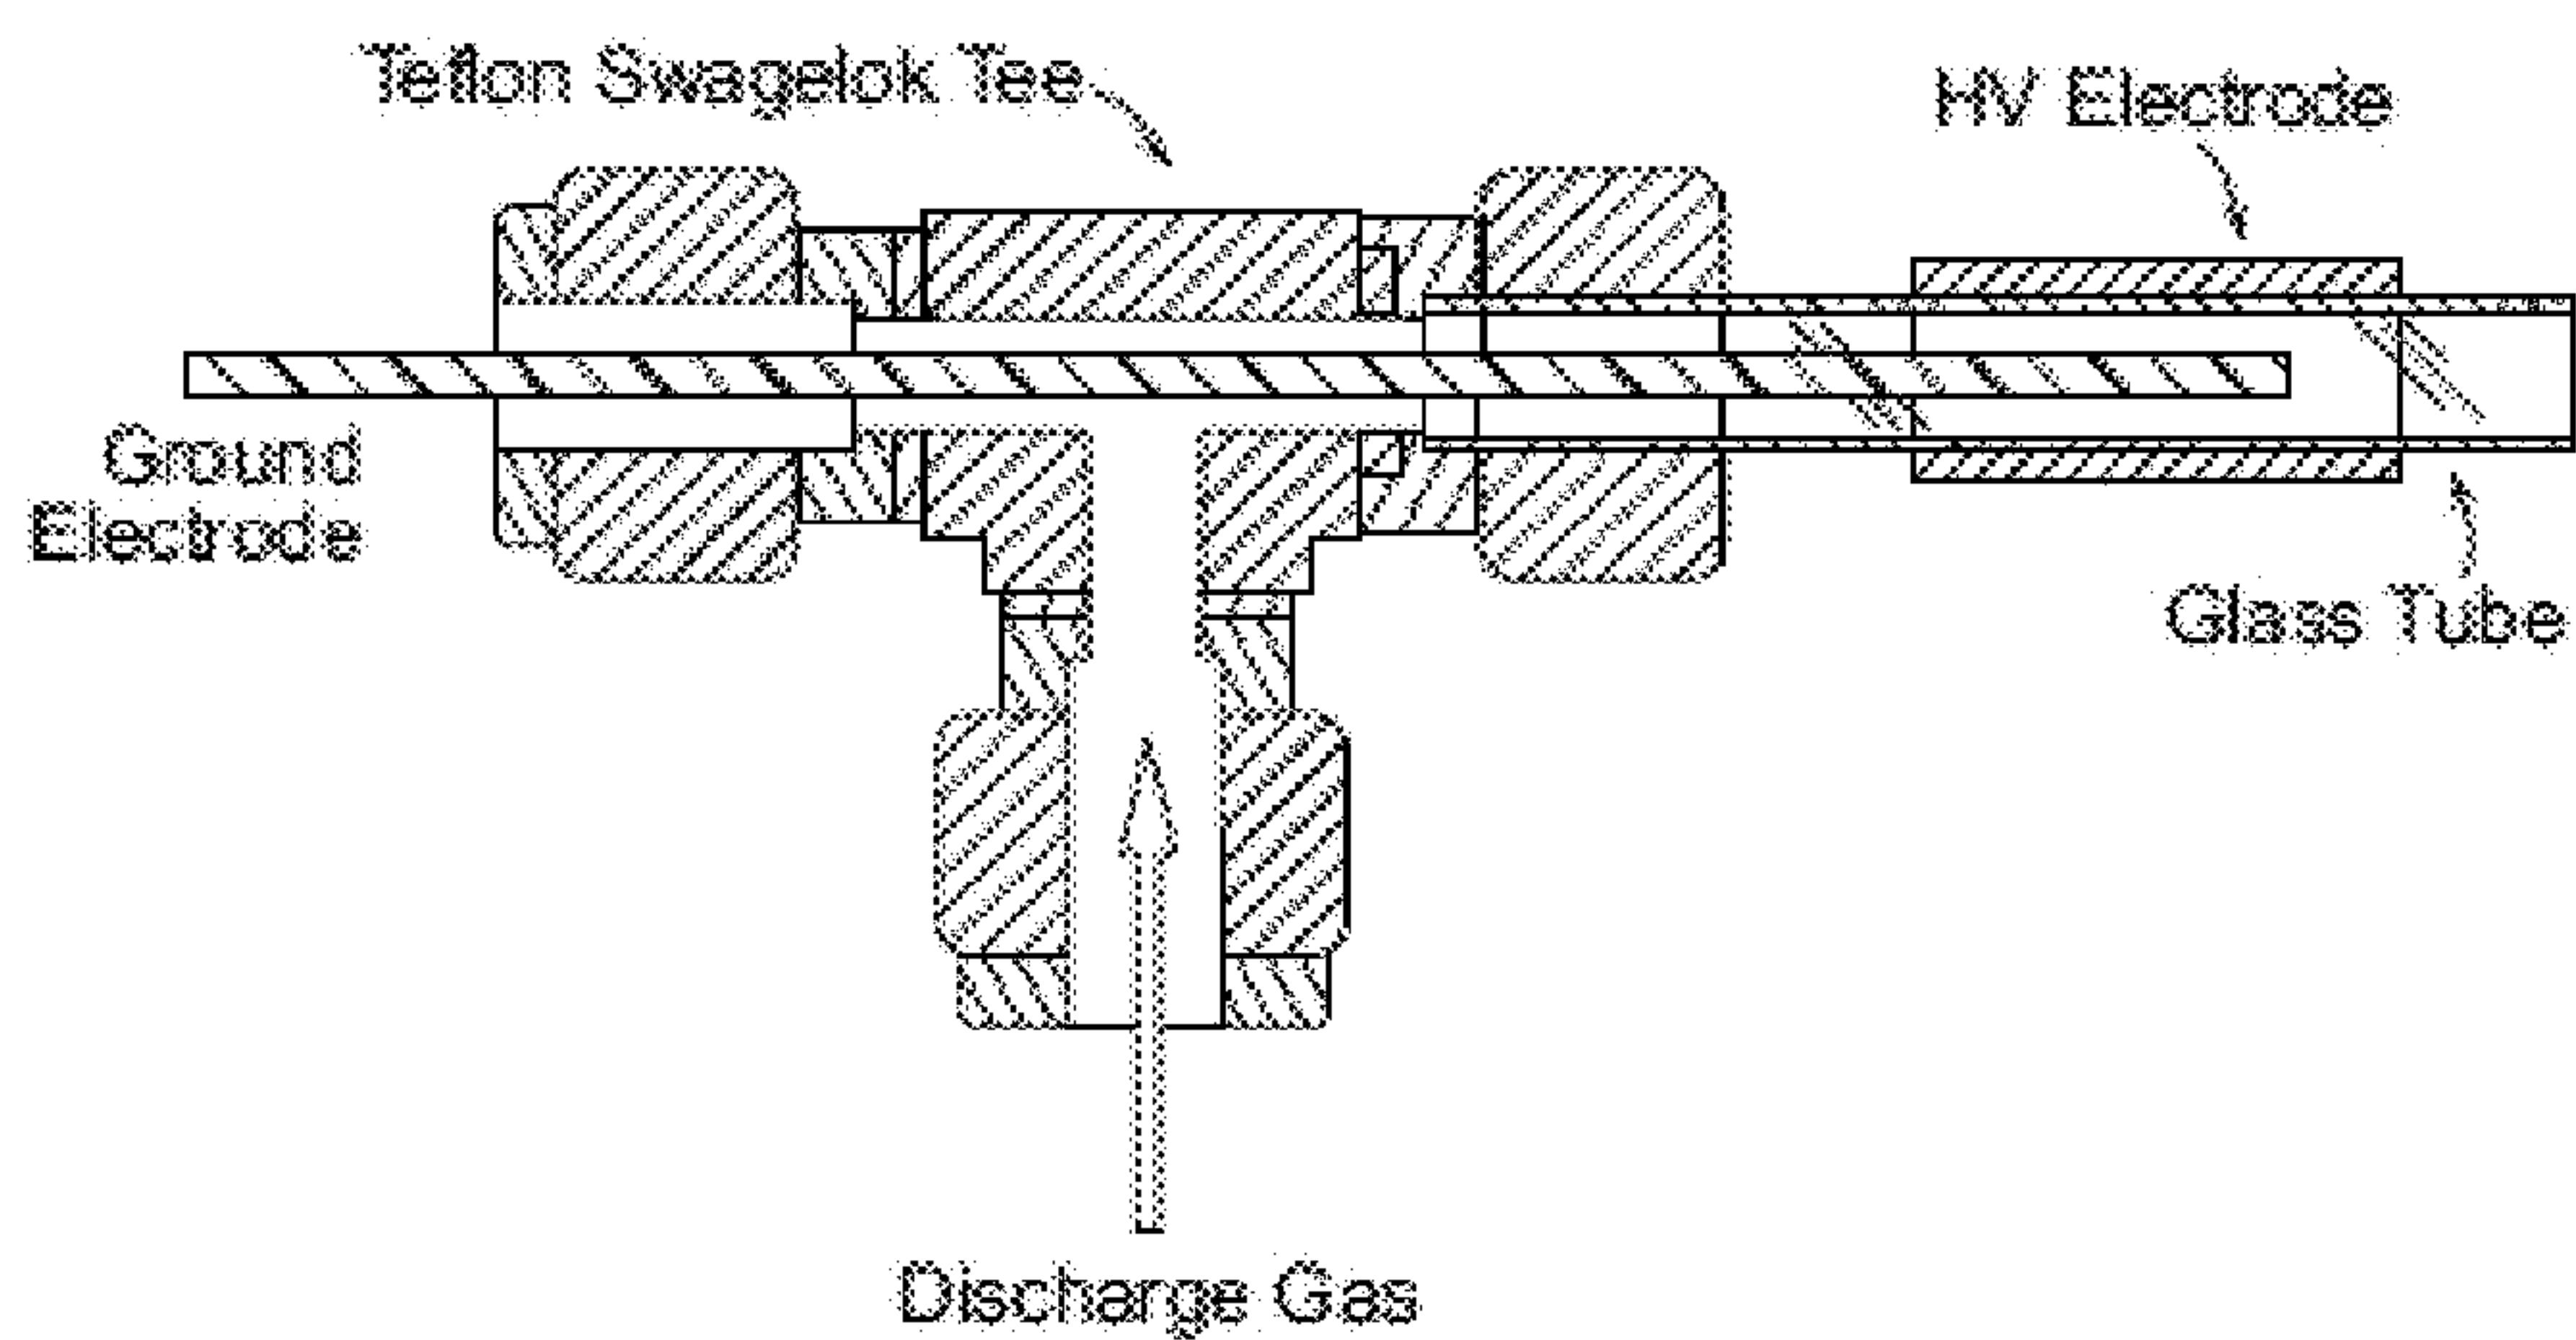 Teflon Swagelok Tee
HV Electrode
Ground
Electrode
Glass Tube
Discharge Gas